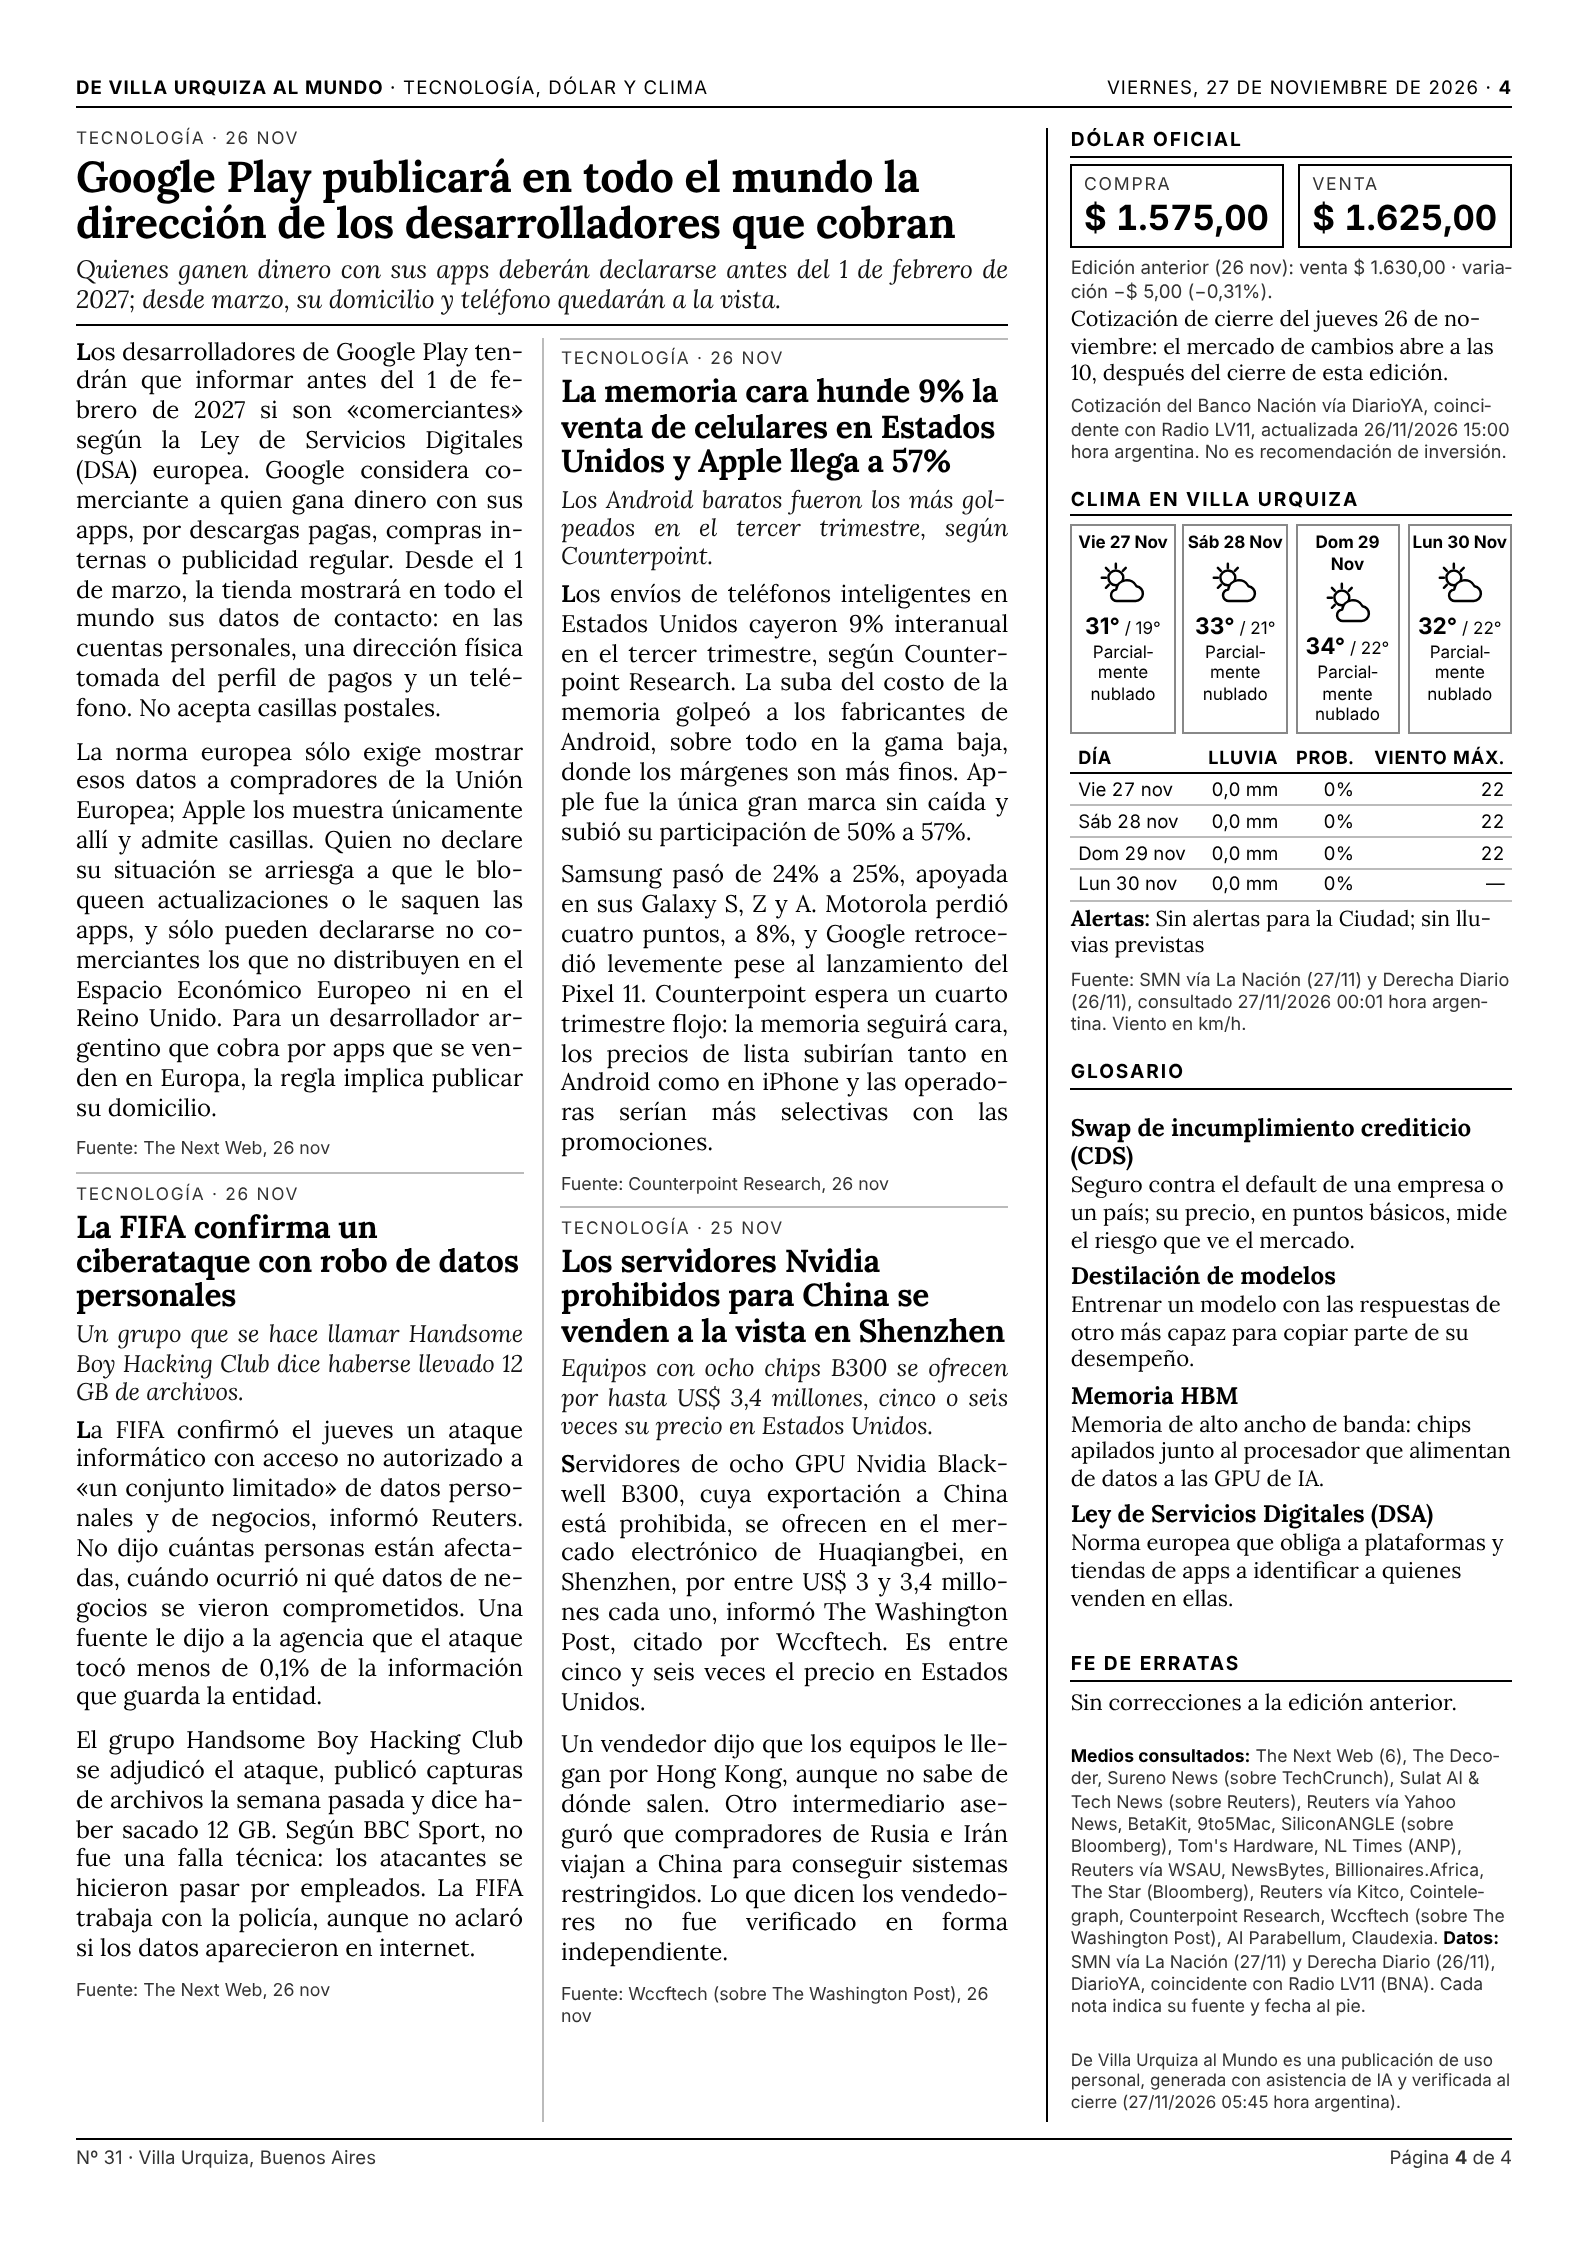 DE VILLA URQUIZA AL MUNDO · TECNOLOGÍA, DÓLAR Y CLIMA
VIERNES, 27 DE NOVIEMBRE DE 2026 · 4
TECNOLOGÍA · 26 NOV
Google Play publicará en todo el mundo la
dirección de los desarrolladores que cobran
Quienes ganen dinero con sus apps deberán declararse antes del 1 de febrero de
2027; desde marzo, su domicilio y teléfono quedarán a la vista.
Los desarrolladores de Google Play ten-
drán que informar antes del 1 de fe-
brero de 2027 si son «comerciantes»
según la Ley de Servicios Digitales
(DSA) europea. Google considera co-
merciante a quien gana dinero con sus
apps, por descargas pagas, compras in-
ternas o publicidad regular. Desde el 1
de marzo, la tienda mostrará en todo el
mundo sus datos de contacto: en las
cuentas personales, una dirección física
tomada del perfil de pagos y un telé-
fono. No acepta casillas postales.
La norma europea sólo exige mostrar
esos datos a compradores de la Unión
Europea; Apple los muestra únicamente
allí y admite casillas. Quien no declare
su situación se arriesga a que le blo-
queen actualizaciones o le saquen las
apps, y sólo pueden declararse no co-
merciantes los que no distribuyen en el
Espacio Económico Europeo ni en el
Reino Unido. Para un desarrollador ar-
gentino que cobra por apps que se ven-
den en Europa, la regla implica publicar
su domicilio.
Fuente: The Next Web, 26 nov
TECNOLOGÍA · 26 NOV
La FIFA confirma un
ciberataque con robo de datos
personales
Un grupo que se hace llamar Handsome
Boy Hacking Club dice haberse llevado 12
GB de archivos.
La FIFA confirmó el jueves un ataque
informático con acceso no autorizado a
«un conjunto limitado» de datos perso-
nales y de negocios, informó Reuters.
No dijo cuántas personas están afecta-
das, cuándo ocurrió ni qué datos de ne-
gocios se vieron comprometidos. Una
fuente le dijo a la agencia que el ataque
tocó menos de 0,1% de la información
que guarda la entidad.
El grupo Handsome Boy Hacking Club
se adjudicó el ataque, publicó capturas
de archivos la semana pasada y dice ha-
ber sacado 12 GB. Según BBC Sport, no
fue una falla técnica: los atacantes se
hicieron pasar por empleados. La FIFA
trabaja con la policía, aunque no aclaró
si los datos aparecieron en internet.
Fuente: The Next Web, 26 nov
TECNOLOGÍA · 26 NOV
La memoria cara hunde 9% la
venta de celulares en Estados
Unidos y Apple llega a 57%
Los Android baratos fueron los más gol-
peados en el tercer trimestre, según
Counterpoint.
Los envíos de teléfonos inteligentes en
Estados Unidos cayeron 9% interanual
en el tercer trimestre, según Counter-
point Research. La suba del costo de la
memoria golpeó a los fabricantes de
Android, sobre todo en la gama baja,
donde los márgenes son más finos. Ap-
ple fue la única gran marca sin caída y
subió su participación de 50% a 57%.
Samsung pasó de 24% a 25%, apoyada
en sus Galaxy S, Z y A. Motorola perdió
cuatro puntos, a 8%, y Google retroce-
dió levemente pese al lanzamiento del
Pixel 11. Counterpoint espera un cuarto
trimestre flojo: la memoria seguirá cara,
los precios de lista subirían tanto en
Android como en iPhone y las operado-
ras serían más selectivas con las
promociones.
Fuente: Counterpoint Research, 26 nov
TECNOLOGÍA · 25 NOV
Los servidores Nvidia
prohibidos para China se
venden a la vista en Shenzhen
Equipos con ocho chips B300 se ofrecen
por hasta US$ 3,4 millones, cinco o seis
veces su precio en Estados Unidos.
Servidores de ocho GPU Nvidia Black-
well B300, cuya exportación a China
está prohibida, se ofrecen en el mer-
cado electrónico de Huaqiangbei, en
Shenzhen, por entre US$ 3 y 3,4 millo-
nes cada uno, informó The Washington
Post, citado por Wccftech. Es entre
cinco y seis veces el precio en Estados
Unidos.
Un vendedor dijo que los equipos le lle-
gan por Hong Kong, aunque no sabe de
dónde salen. Otro intermediario ase-
guró que compradores de Rusia e Irán
viajan a China para conseguir sistemas
restringidos. Lo que dicen los vendedo-
res no fue verificado en forma
independiente.
Fuente: Wccftech (sobre The Washington Post), 26
nov
DÓLAR OFICIAL
COMPRA
$ 1.575,00
VENTA
$ 1.625,00
Edición anterior (26 nov): venta $ 1.630,00 · varia-
ción −$ 5,00 (−0,31%).
Cotización de cierre del jueves 26 de no-
viembre: el mercado de cambios abre a las
10, después del cierre de esta edición.
Cotización del Banco Nación vía DiarioYA, coinci-
dente con Radio LV11, actualizada 26/11/2026 15:00
hora argentina. No es recomendación de inversión.
CLIMA EN VILLA URQUIZA
Vie 27 Nov
31° / 19°
Parcial-
mente
nublado
Sáb 28 Nov
33° / 21°
Parcial-
mente
nublado
Dom 29
Nov
34° / 22°
Parcial-
mente
nublado
Lun 30 Nov
32° / 22°
Parcial-
mente
nublado
DÍA LLUVIA PROB. VIENTO MÁX.
Vie 27 nov 0,0 mm 0% 22
Sáb 28 nov 0,0 mm 0% 22
Dom 29 nov 0,0 mm 0% 22
Lun 30 nov 0,0 mm 0% —
Alertas: Sin alertas para la Ciudad; sin llu-
vias previstas
Fuente: SMN vía La Nación (27/11) y Derecha Diario
(26/11), consultado 27/11/2026 00:01 hora argen-
tina. Viento en km/h.
GLOSARIO
Swap de incumplimiento crediticio
(CDS)
Seguro contra el default de una empresa o
un país; su precio, en puntos básicos, mide
el riesgo que ve el mercado.
Destilación de modelos
Entrenar un modelo con las respuestas de
otro más capaz para copiar parte de su
desempeño.
Memoria HBM
Memoria de alto ancho de banda: chips
apilados junto al procesador que alimentan
de datos a las GPU de IA.
Ley de Servicios Digitales (DSA)
Norma europea que obliga a plataformas y
tiendas de apps a identificar a quienes
venden en ellas.
FE DE ERRATAS
Sin correcciones a la edición anterior.
Medios consultados: The Next Web (6), The Deco-
der, Sureno News (sobre TechCrunch), Sulat AI &
Tech News (sobre Reuters), Reuters vía Yahoo
News, BetaKit, 9to5Mac, SiliconANGLE (sobre
Bloomberg), Tom's Hardware, NL Times (ANP),
Reuters vía WSAU, NewsBytes, Billionaires.Africa,
The Star (Bloomberg), Reuters vía Kitco, Cointele-
graph, Counterpoint Research, Wccftech (sobre The
Washington Post), AI Parabellum, Claudexia. Datos:
SMN vía La Nación (27/11) y Derecha Diario (26/11),
DiarioYA, coincidente con Radio LV11 (BNA). Cada
nota indica su fuente y fecha al pie.
De Villa Urquiza al Mundo es una publicación de uso
personal, generada con asistencia de IA y verificada al
cierre (27/11/2026 05:45 hora argentina).
Nº 31 · Villa Urquiza, Buenos Aires
Página 4 de 4